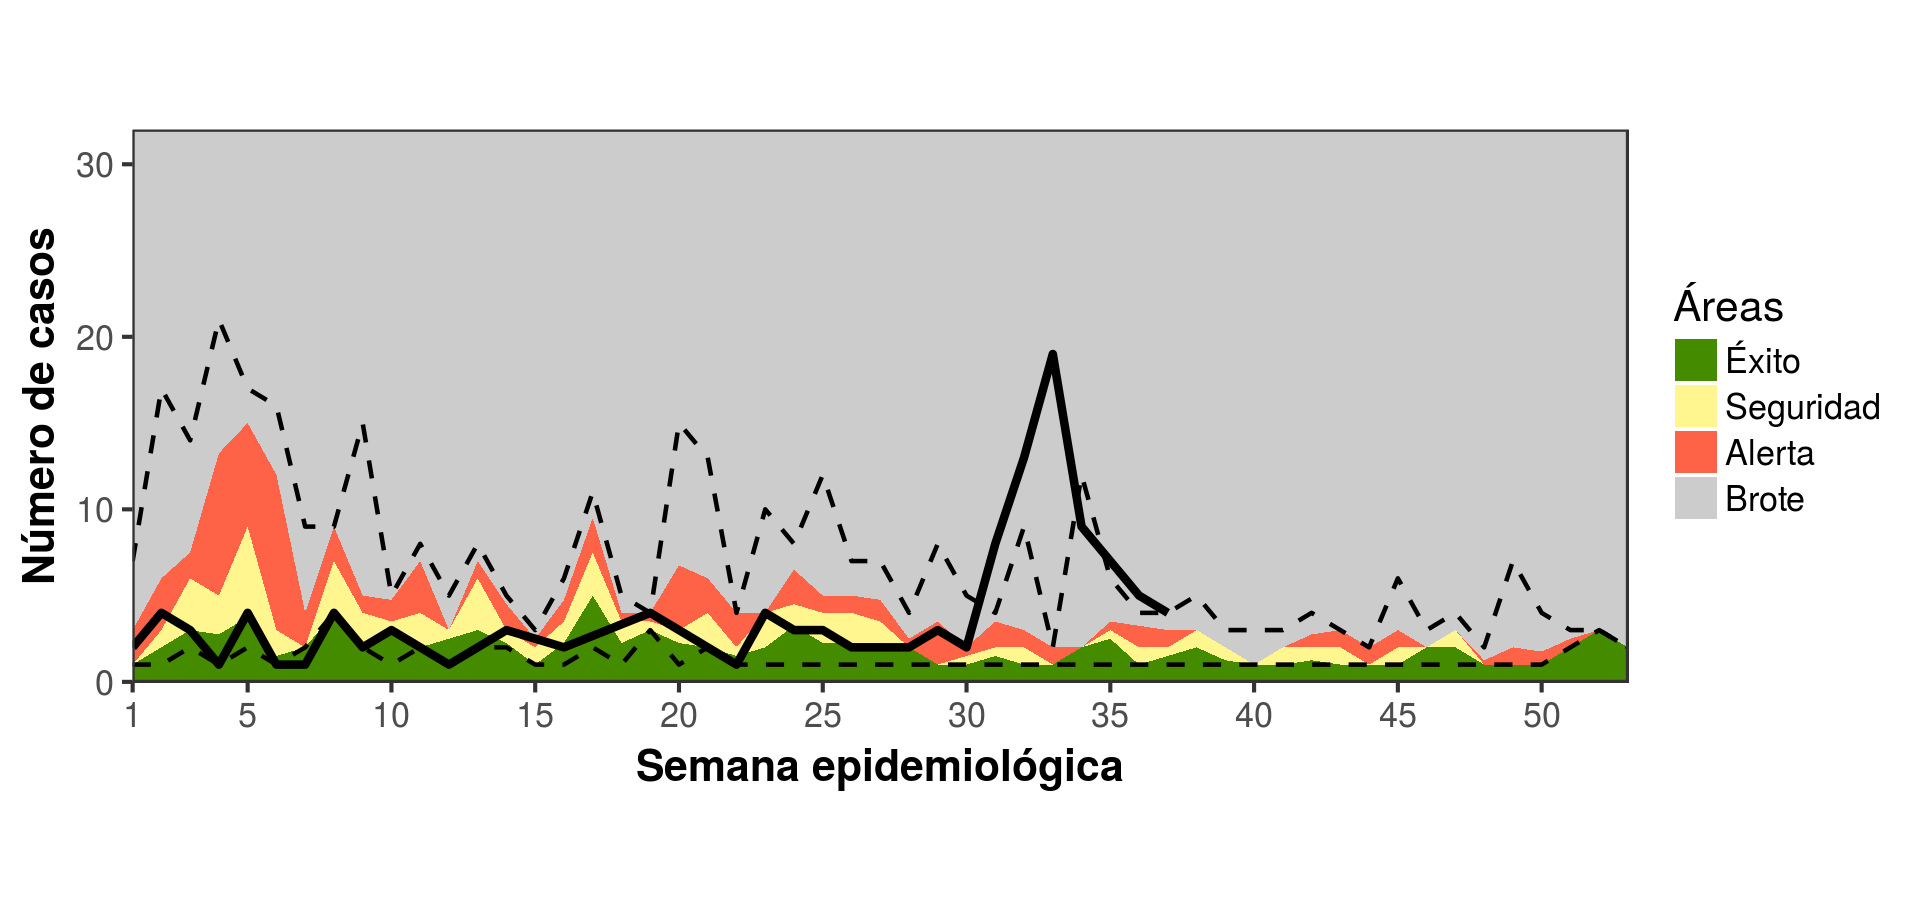 Número de casos
30
20
10
0
1 5 10 15 20 25 30 35 40 45 50
Semana epidemiológica
Áreas
Éxito
Seguridad
Alerta
Brote